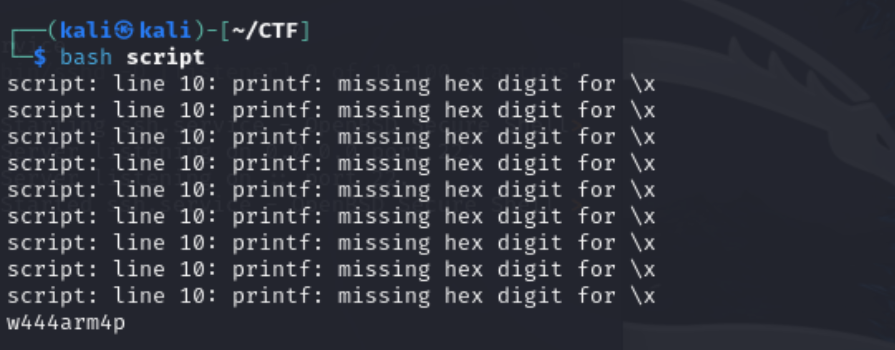 ┌──(kali㉿kali)-[~/CTF]
└─$ bash script
script: line 10: printf: missing hex digit for \x
script: line 10: printf: missing hex digit for \x
script: line 10: printf: missing hex digit for \x
script: line 10: printf: missing hex digit for \x
script: line 10: printf: missing hex digit for \x
script: line 10: printf: missing hex digit for \x
script: line 10: printf: missing hex digit for \x
script: line 10: printf: missing hex digit for \x
script: line 10: printf: missing hex digit for \x
w444arm4p